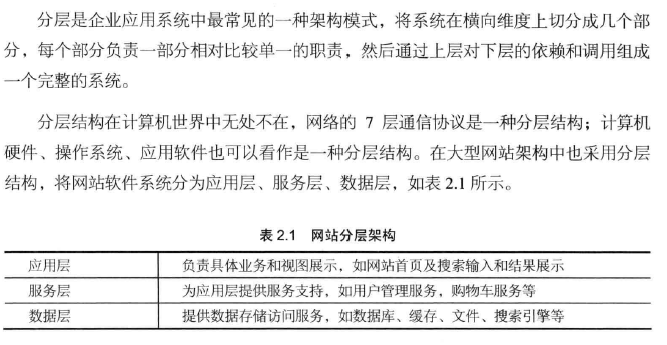 分层是企业应用系统中最常见的一种架构模式，将系统在横向维度上切分成几个部
分，每个部分负责一部分相对比较单一的职责，然后通过上层对下层的依赖和调用组成
一个完整的系统。
分层结构在计算机世界中无处不在，网络的 7 层通信协议是一种分层结构；计算机
硬件、操作系统、应用软件也可以看作是一种分层结构。在大型网站架构中也采用分层
结构，将网站软件系统分为应用层、服务层、数据层，如表 2.1 所示。
表 2.1 网站分层架构
应用层 负责具体业务和视图展示，如网站首页及搜索输入和结果展示
服务层 为应用层提供服务支持，如用户管理服务，购物车服务等
数据层 提供数据存储访问服务，如数据库、缓存、文件、搜索引擎等